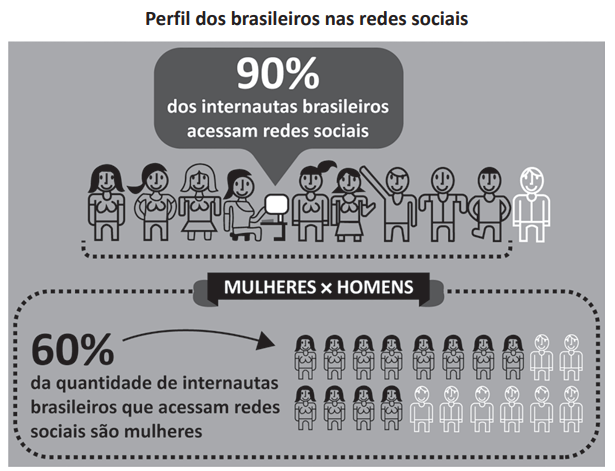 Perfil dos brasileiros nas redes sociais
90%
dos internautas brasileiros
acessam redes sociais
MULHERES × HOMENS
60%
da quantidade de internautas
brasileiros que acessam redes
sociais são mulheres